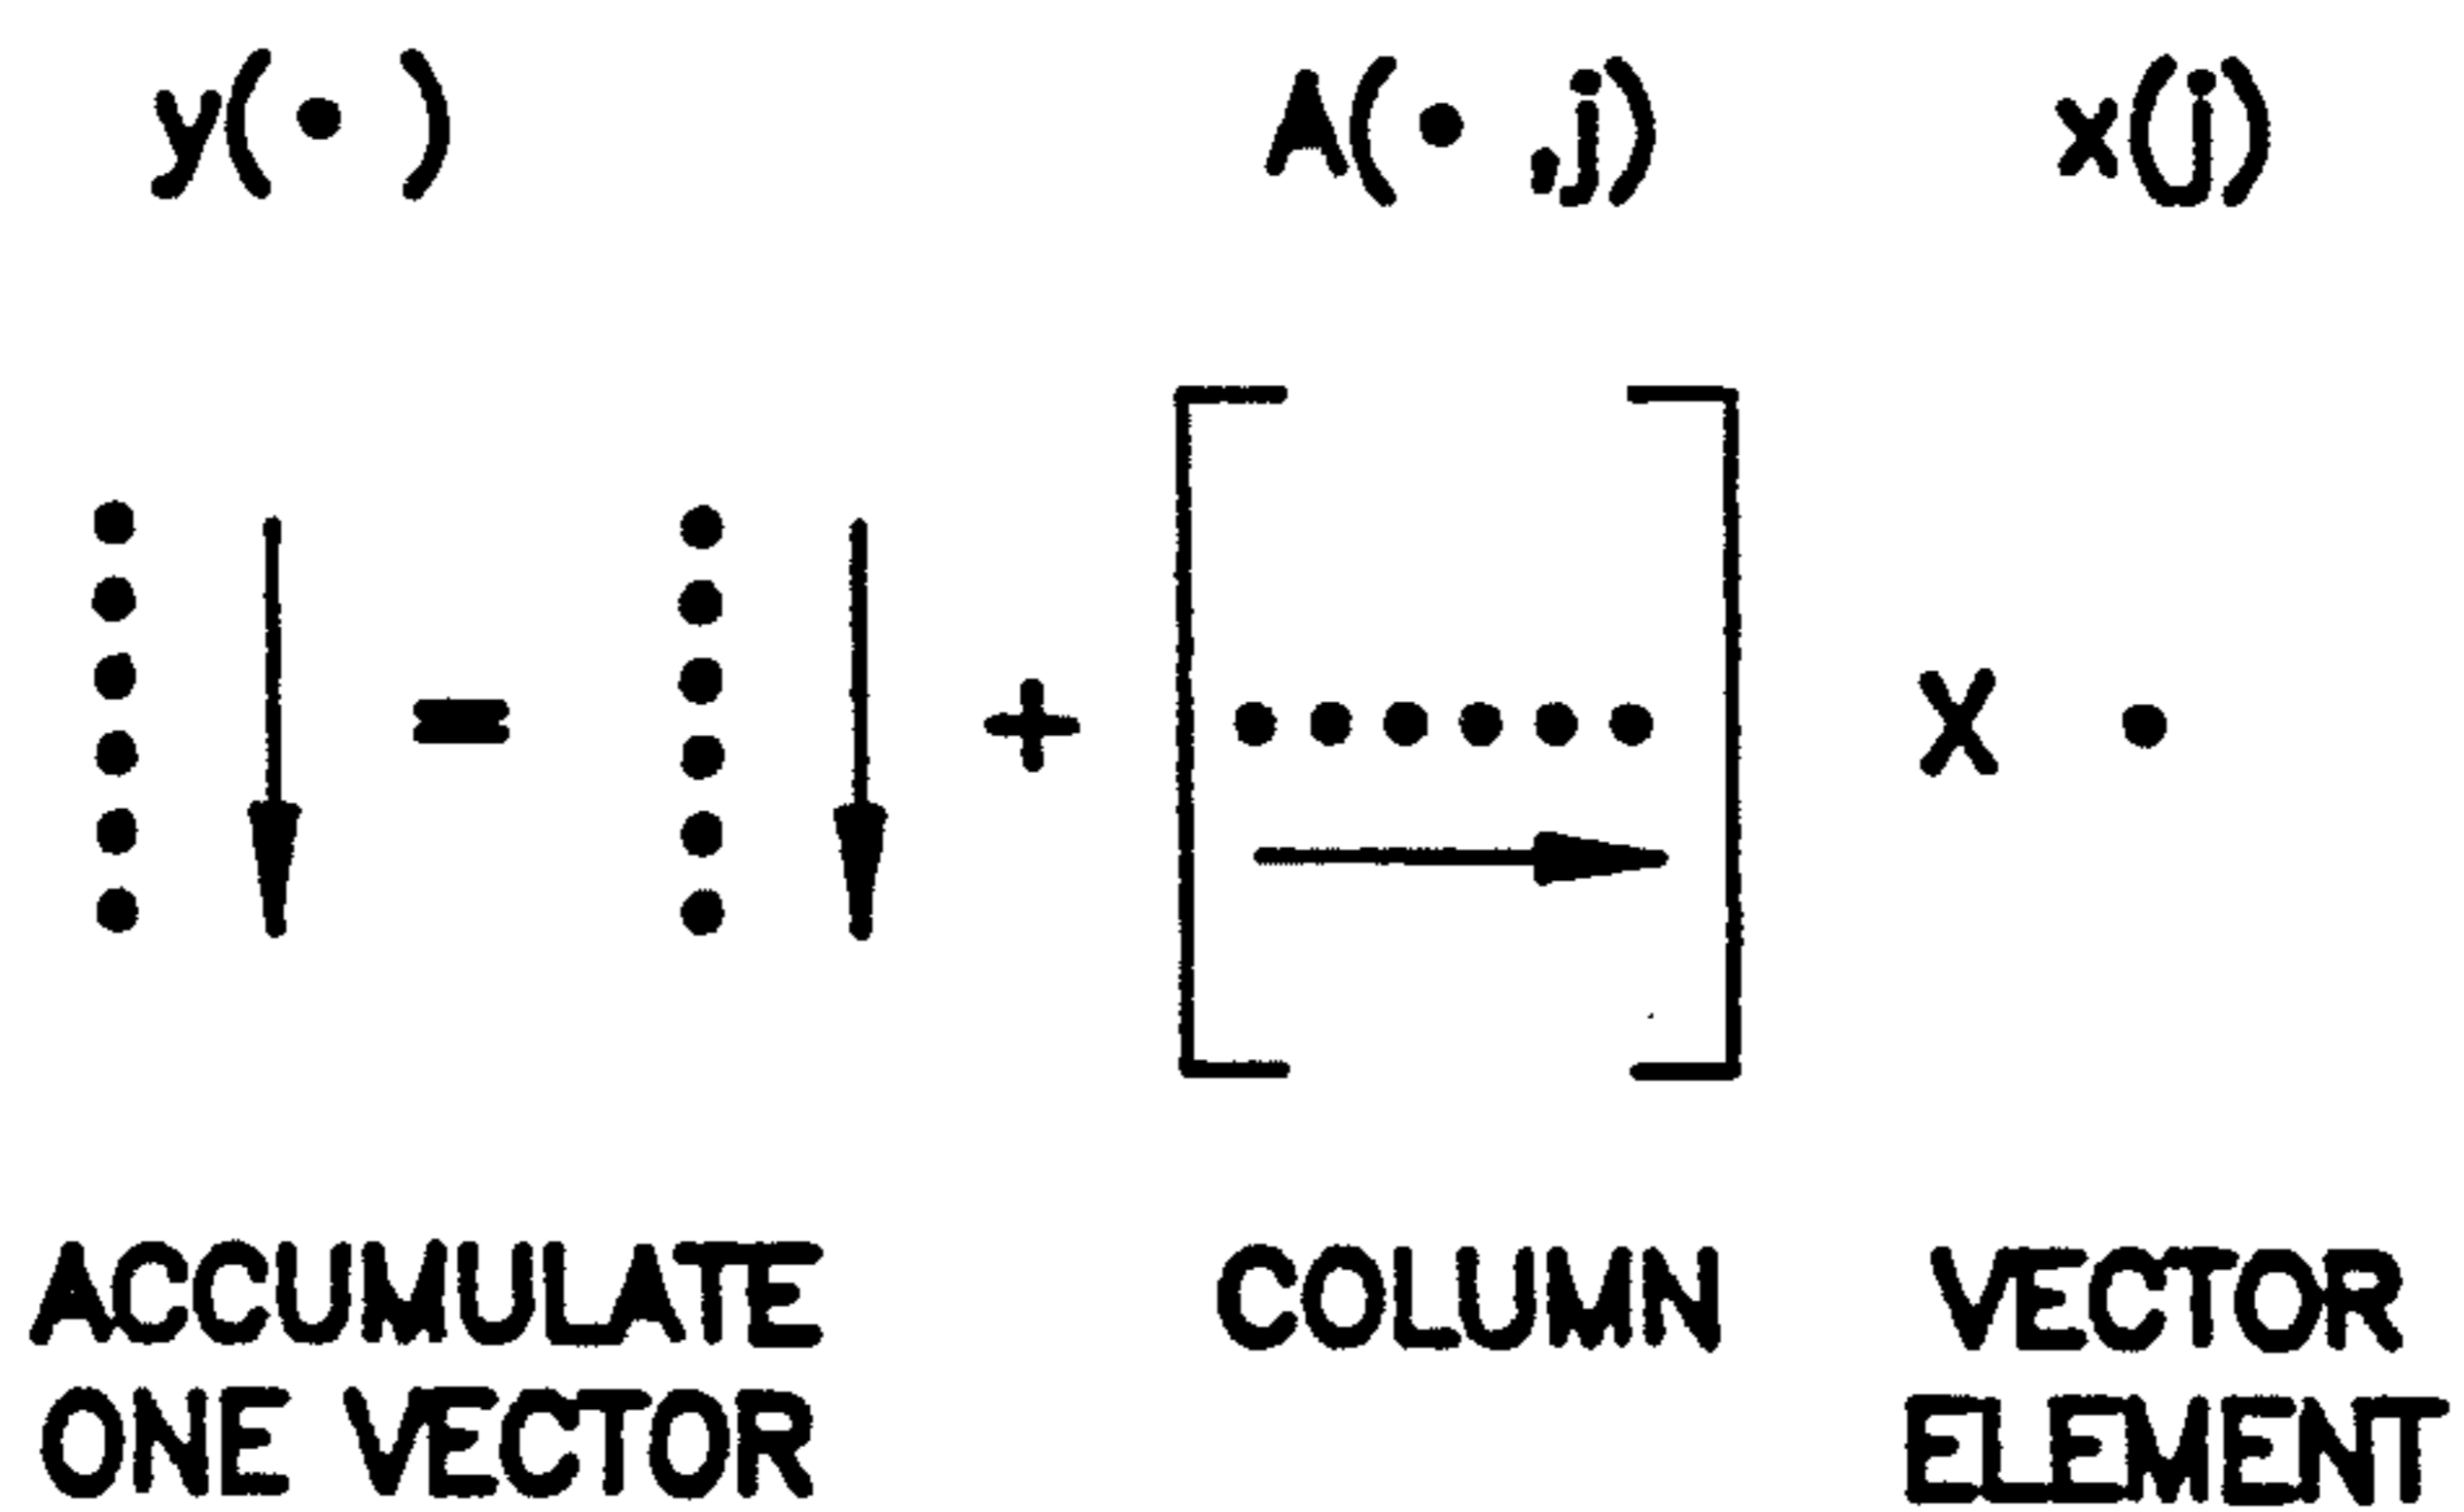 y(• ) A(• ,j) x(j)
= + X •
ACCUMULATE COLUMN VECTOR
ONE VECTOR ELEMENT